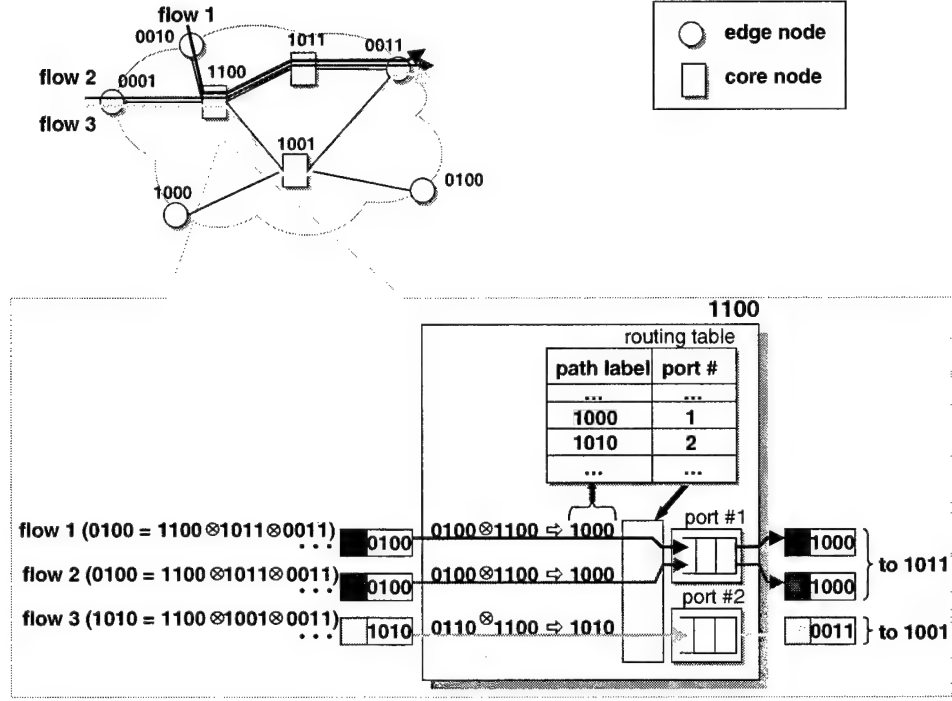 flow 1
0010
1011
0011
edge node
flow 2
0001
1100
core node
flow 3
1001
1000
0100
1100
routing table
path label port #
... ...
1000 1
1010 2
... ...
flow 1 (0100 = 1100 ⊗1011⊗0011)
... 0100
0100⊗1100 ⇨ 1000
port #1
1000
flow 2 (0100 = 1100 ⊗1011⊗ 0011)
... 0100
0100⊗1100 ⇨ 1000
1000
to 1011
port #2
flow 3 (1010 = 1100 ⊗1001⊗ 0011)
... 1010
0110 ⊗1100 ⇨ 1010
0011
to 1001